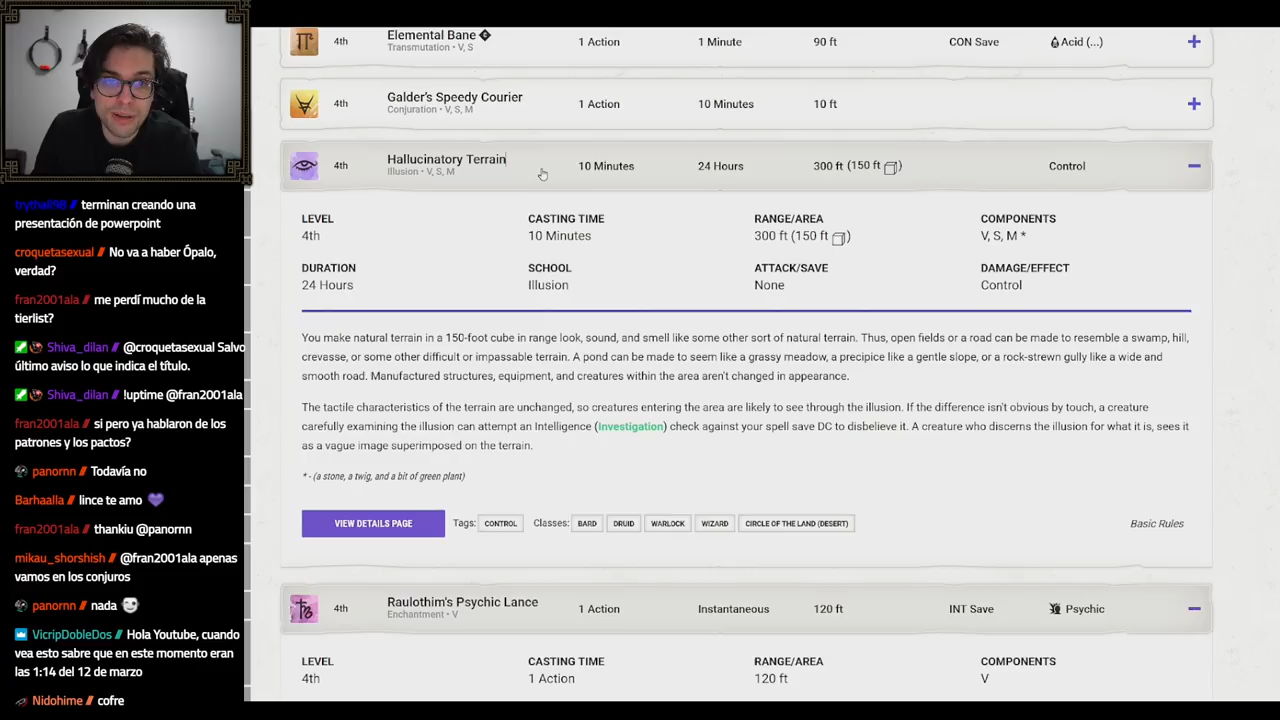 trythall98 // terminan creando una
presentación de powerpoint
croquetasexual // No va a haber Ópalo,
verdad?
fran2001ala // me perdí mucho de la
tierlist?
Shiva_dilan // @croquetasexual Salvo
último aviso lo que indica el título.
Shiva_dilan // !uptime @fran2001ala
fran2001ala // si pero ya hablaron de los
patrones y los pactos?
panornn // Todavía no
Barhaalla // lince te amo
fran2001ala // thankiu @panornn
mikau_shorshish // @fran2001ala apenas
vamos en los conjuros
panornn // nada
VicripDobleDos // Hola Youtube, cuando
vea esto sabre que en este momento eran
las 1:14 del 12 de marzo
Nidohime // cofre
4th Elemental Bane 1 Action 1 Minute 90 ft CON Save Acid (...)
Transmutation • V, S
4th Galder's Speedy Courier 1 Action 10 Minutes 10 ft
Conjuration • V, S, M
4th Hallucinatory Terrain 10 Minutes 24 Hours 300 ft (150 ft ) Control
Illusion • V, S, M
LEVEL CASTING TIME RANGE/AREA COMPONENTS
4th 10 Minutes 300 ft (150 ft ) V, S, M *
DURATION SCHOOL ATTACK/SAVE DAMAGE/EFFECT
24 Hours Illusion None Control
You make natural terrain in a 150-foot cube in range look, sound, and smell like some other sort of natural terrain. Thus, open fields or a road can be made to resemble a swamp, hill,
crevasse, or some other difficult or impassable terrain. A pond can be made to seem like a grassy meadow, a precipice like a gentle slope, or a rock-strewn gully like a wide and
smooth road. Manufactured structures, equipment, and creatures within the area aren't changed in appearance.
The tactile characteristics of the terrain are unchanged, so creatures entering the area are likely to see through the illusion. If the difference isn't obvious by touch, a creature
carefully examining the illusion can attempt an Intelligence (Investigation) check against your spell save DC to disbelieve it. A creature who discerns the illusion for what it is, sees it
as a vague image superimposed on the terrain.
* - (a stone, a twig, and a bit of green plant)
VIEW DETAILS PAGE Tags: CONTROL Classes: BARD DRUID WARLOCK WIZARD CIRCLE OF THE LAND (DESERT) Basic Rules
4th Raulothim's Psychic Lance 1 Action Instantaneous 120 ft INT Save Psychic
Enchantment • V
LEVEL CASTING TIME RANGE/AREA COMPONENTS
4th 1 Action 120 ft V